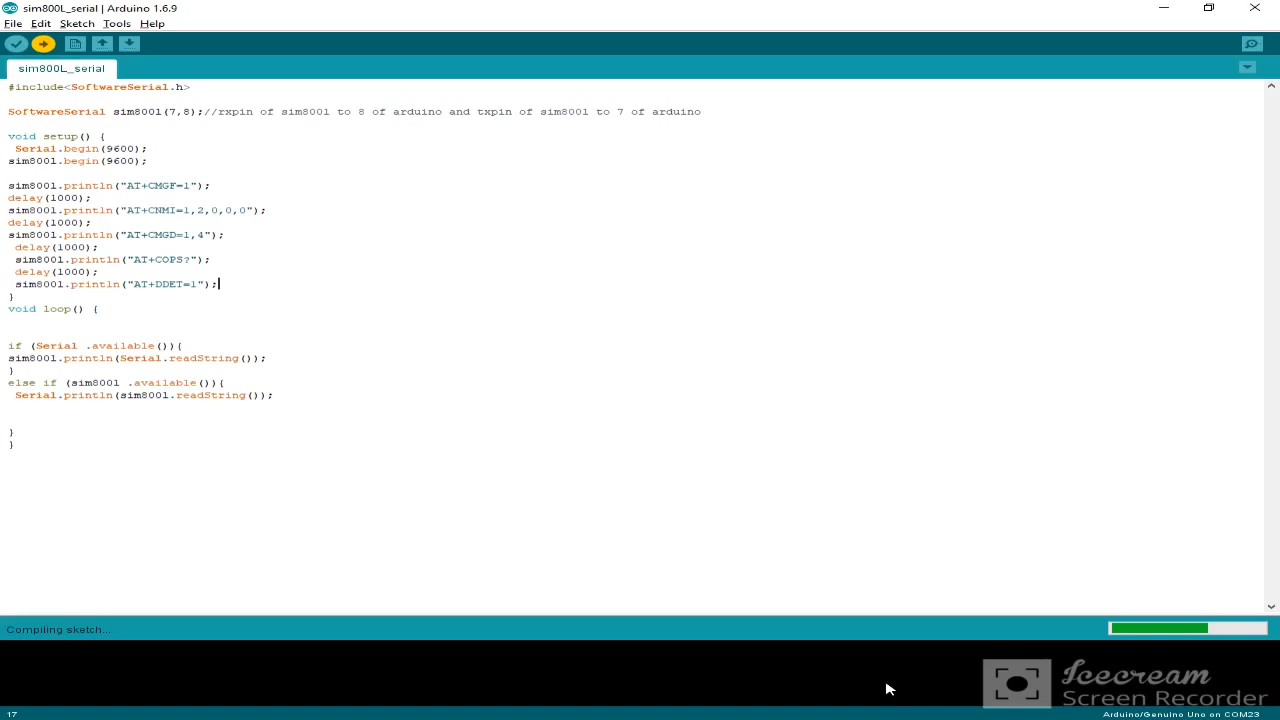 sim800L_serial | Arduino 1.6.9
File Edit Sketch Tools Help
sim800L_serial
#include<SoftwareSerial.h>
SoftwareSerial sim800l(7,8);//rxpin of sim800l to 8 of arduino and txpin of sim800l to 7 of arduino
void setup() {
Serial.begin(9600);
sim800l.begin(9600);
sim800l.println("AT+CMGF=1");
delay(1000);
sim800l.println("AT+CNMI=1,2,0,0,0");
delay(1000);
sim800l.println("AT+CMGD=1,4");
delay(1000);
sim800l.println("AT+COPS?");
delay(1000);
sim800l.println("AT+DDET=1");
}
void loop() {
if (Serial .available()){
sim800l.println(Serial.readString());
}
else if (sim800l .available()){
Serial.println(sim800l.readString());
}
}
Compiling sketch...
Icecream
Screen Recorder
17
Arduino/Genuino Uno on COM23